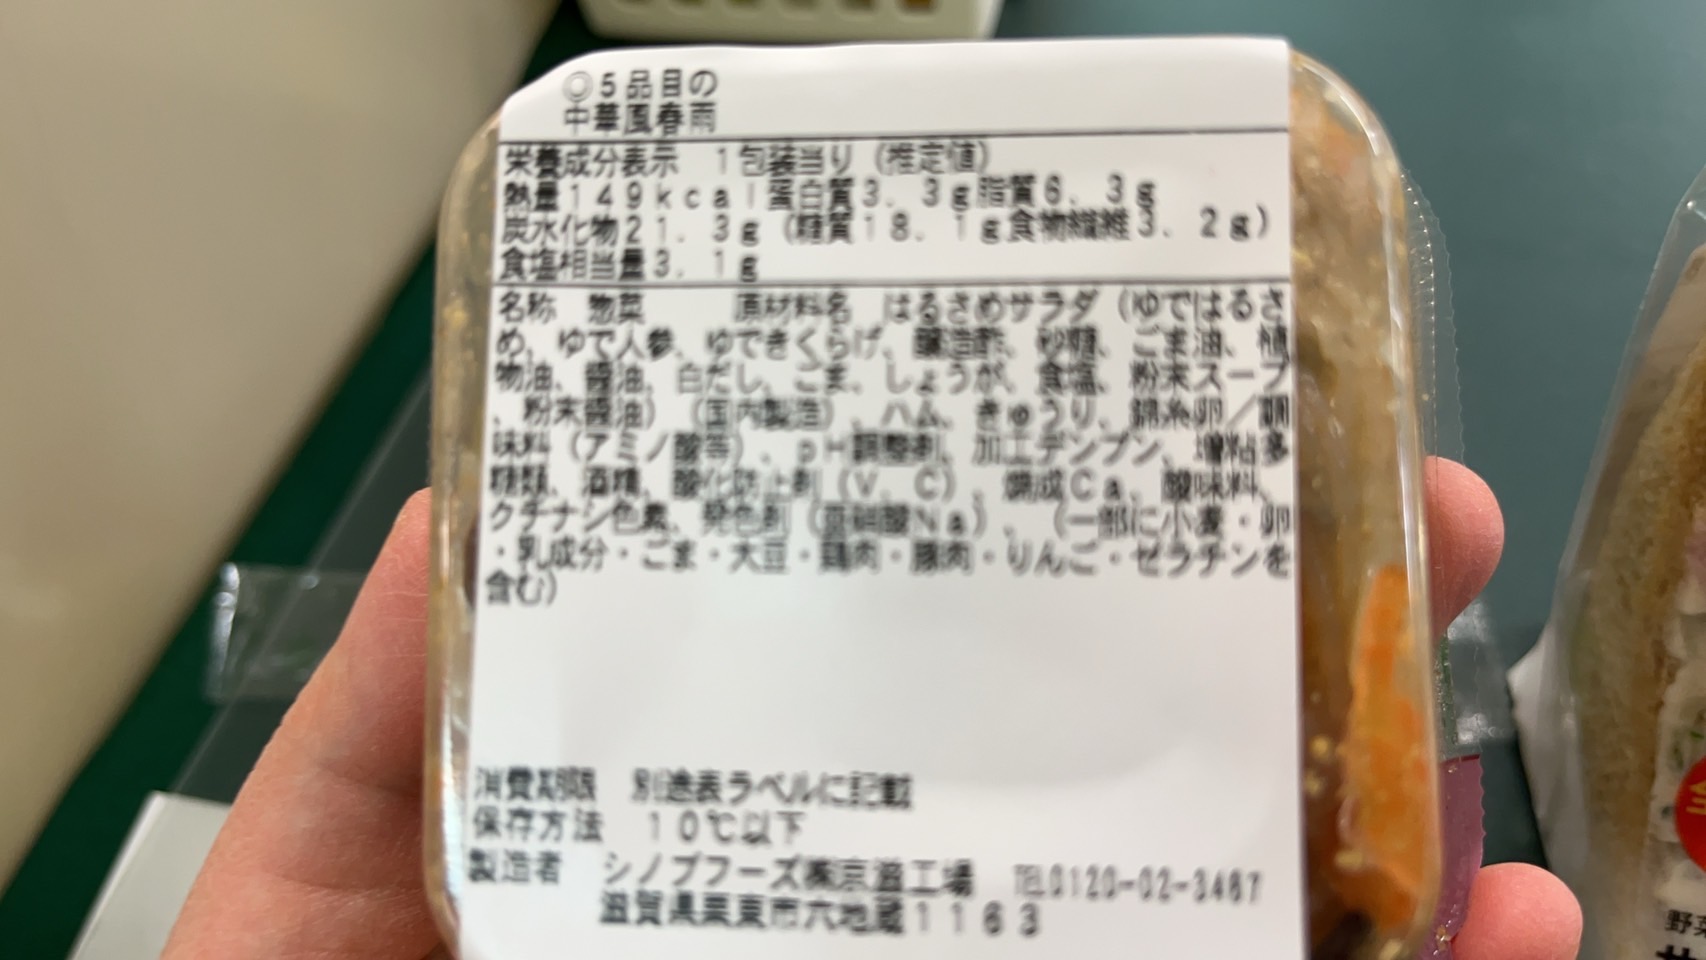 ◎5品目の
中華風春雨
栄養成分表示 1包装当り(推定値)
熱量149kcal蛋白質3.3g脂質6.3g
炭水化物21.3g(糖質18.1g食物繊維3.2g)
食塩相当量3.1g
名称 惣菜 原材料名 はるさめサラダ(ゆではるさ
め、ゆで人参、ゆできくらげ、醸造酢、砂糖、ごま油、植
物油、醤油、白だし、ごま、しょうが、食塩、粉末スープ
、粉末醤油)(国内製造)、ハム、きゅうり、錦糸卵/調
味料(アミノ酸等)、pH調整剤、加工デンプン、増粘多
糖類、酒精、酸化防止剤(V.C)、焼成Ca、酸味料、
クチナシ色素、発色剤(亜硝酸Na)、(一部に小麦・卵
・乳成分・ごま・大豆・鶏肉・豚肉・りんご・ゼラチンを
含む)
消費期限 別途表ラベルに記載
保存方法 10℃以下
製造者 シノブフーズ㈱京滋工場 TEL0120-02-3467
滋賀県栗東市六地蔵1163
野菜